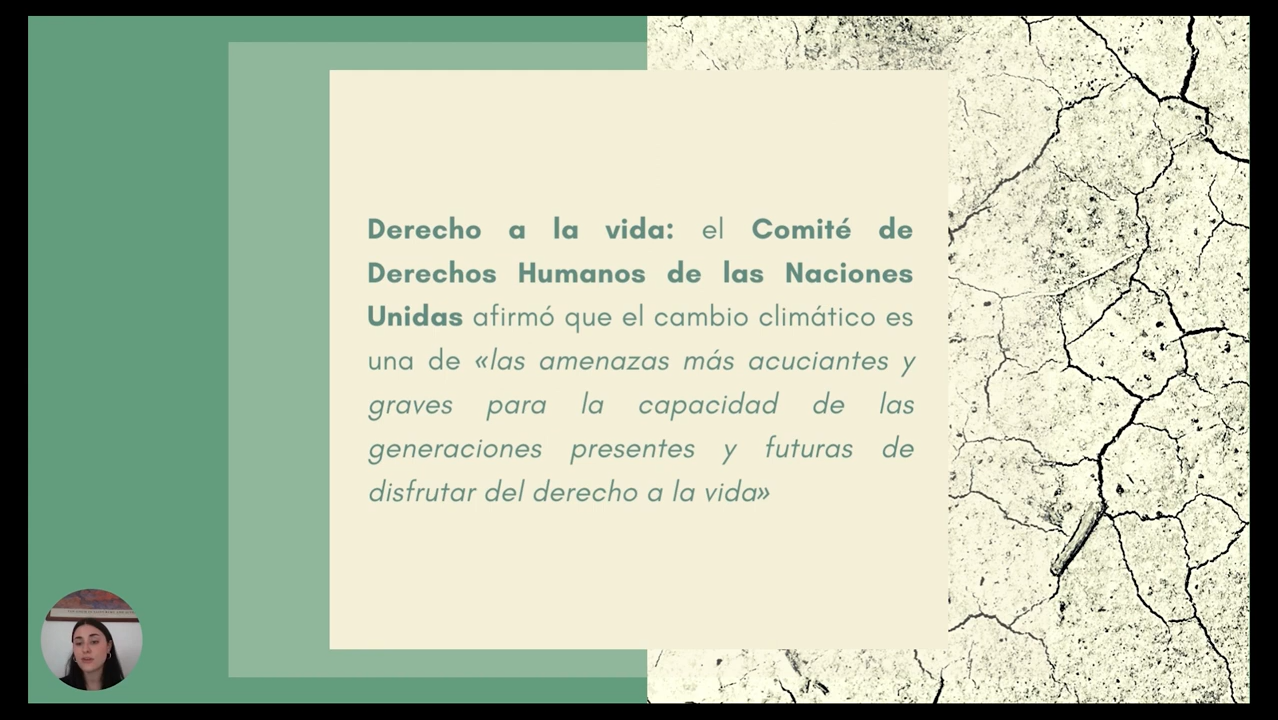 Derecho a la vida: el Comité de
Derechos Humanos de las Naciones
Unidas afirmó que el cambio climático es
una de «las amenazas más acuciantes y
graves para la capacidad de las
generaciones presentes y futuras de
disfrutar del derecho a la vida»